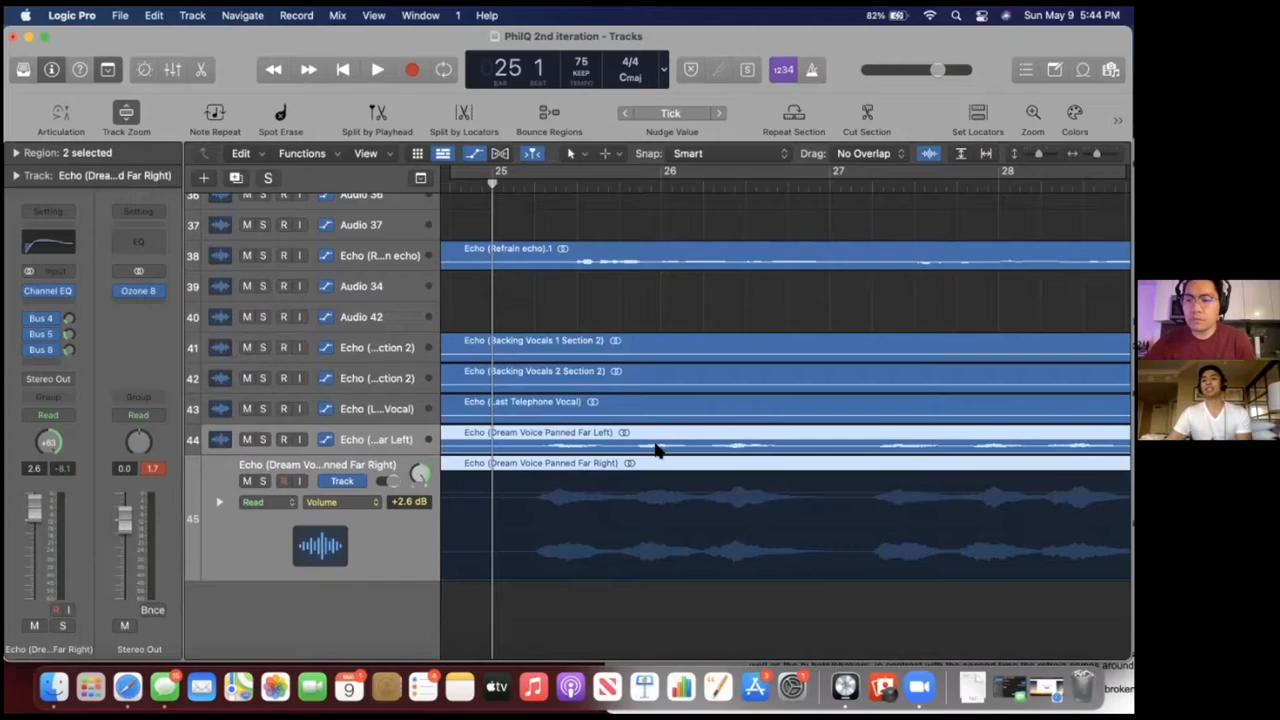 Logic Pro File Edit Track Navigate Record Mix View Window 1 Help 82% Sun May 9 5:44 PM
PhilQ 2nd iteration - Tracks
25 1 75 4/4
BAR BEAT KEEP TEMPO Cmaj
1234
Tick
Articulation Track Zoom Note Repeat Spot Erase Split by Playhead Split by Locators Bounce Regions Nudge Value Repeat Section Cut Section Set Locators Zoom Colors
Region: 2 selected
Edit Functions View Snap: Smart Drag: No Overlap
Track: Echo (Drea...d Far Right)
25 26 27 28
S
36 M S R I Audio 36
Setting Setting
37 M S R I Audio 37
EQ
38 M S R I Echo (R...n echo) Echo (Refrain echo).1
Input
Channel EQ Ozone 8
39 M S R I Audio 34
Bus 4
40 M S R I Audio 42
Bus 5
Bus 8
41 M S R I Echo (...ction 2) Echo (Backing Vocals 1 Section 2)
Stereo Out
42 M S R I Echo (...ction 2) Echo (Backing Vocals 2 Section 2)
Group Group
Read Read
43 M S R I Echo (L...Vocal) Echo (Last Telephone Vocal)
+63
44 M S R I Echo (...ar Left) Echo (Dream Voice Panned Far Left)
2.6 -8.1 0.0 1.7
Echo (Dream Vo...nned Far Right) Echo (Dream Voice Panned Far Right)
M S R I Track
Read Volume +2.6 dB
45
R I Bnce
M S M
Echo (Dre...Far Right) Stereo Out
MAY
9
tv